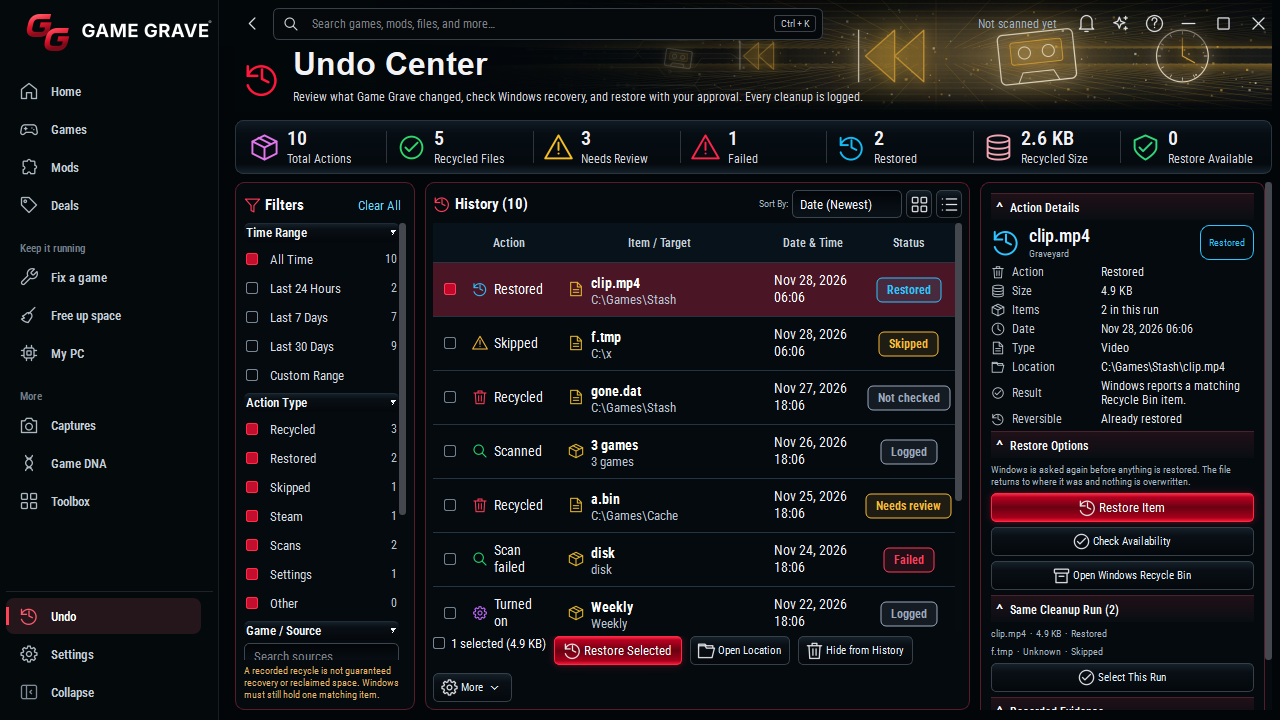 GAME GRAVE
Search games, mods, files, and more...
Ctrl + K
Not scanned yet
Home
Games
Mods
Deals
Keep it running
Fix a game
Free up space
My PC
More
Captures
Game DNA
Toolbox
Undo
Settings
Collapse
Undo Center
Review what Game Grave changed, check Windows recovery, and restore with your approval. Every cleanup is logged.
10
Total Actions
5
Recycled Files
3
Needs Review
1
Failed
2
Restored
2.6 KB
Recycled Size
0
Restore Available
Filters
Clear All
Time Range
All Time 10
Last 24 Hours 2
Last 7 Days 7
Last 30 Days 9
Custom Range
Action Type
Recycled 3
Restored 2
Skipped 1
Steam 1
Scans 2
Settings 1
Other 0
Game / Source
Search sources
A recorded recycle is not guaranteed
recovery or reclaimed space. Windows
must still hold one matching item.
History (10)
Sort By:
Date (Newest)
Action Item / Target Date & Time Status
Restored
clip.mp4
C:\Games\Stash
Nov 28, 2026
06:06
Restored
Skipped
f.tmp
C:\x
Nov 28, 2026
06:06
Skipped
Recycled
gone.dat
C:\Games\Stash
Nov 27, 2026
18:06
Not checked
Scanned
3 games
3 games
Nov 26, 2026
18:06
Logged
Recycled
a.bin
C:\Games\Cache
Nov 25, 2026
18:06
Needs review
Scan
failed
disk
disk
Nov 24, 2026
18:06
Failed
Turned
on
Weekly
Weekly
Nov 22, 2026
18:06
Logged
1 selected (4.9 KB)
Restore Selected
Open Location
Hide from History
More
Action Details
clip.mp4
Graveyard
Restored
Action Restored
Size 4.9 KB
Items 2 in this run
Date Nov 28, 2026 06:06
Type Video
Location C:\Games\Stash\clip.mp4
Result Windows reports a matching
Recycle Bin item.
Reversible Already restored
Restore Options
Windows is asked again before anything is restored. The file
returns to where it was and nothing is overwritten.
Restore Item
Check Availability
Open Windows Recycle Bin
Same Cleanup Run (2)
clip.mp4 · 4.9 KB · Restored
f.tmp · Unknown · Skipped
Select This Run
Recorded Evidence